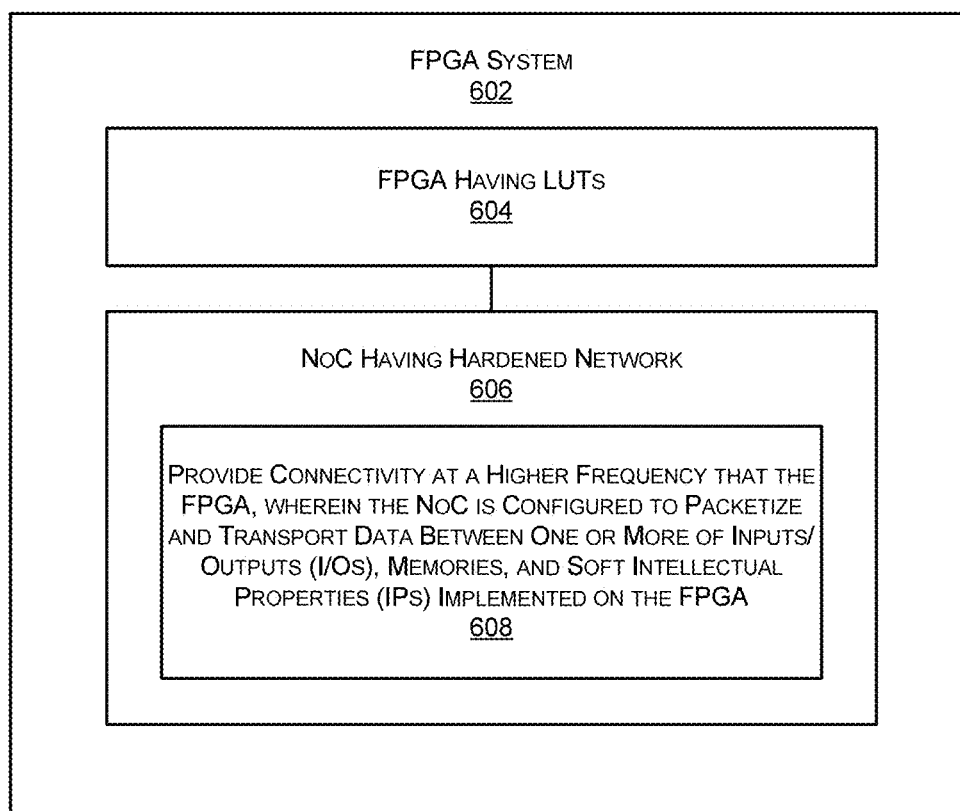 FPGA SYSTEM
602
FPGA HAVING LUTS
604
NOC HAVING HARDENED NETWORK
606
PROVIDE CONNECTIVITY AT A HIGHER FREQUENCY THAT THE
FPGA, WHEREIN THE NOC IS CONFIGURED TO PACKETIZE
AND TRANSPORT DATA BETWEEN ONE OR MORE OF INPUTS/
OUTPUTS (I/OS), MEMORIES, AND SOFT INTELLECTUAL
PROPERTIES (IPS) IMPLEMENTED ON THE FPGA
608